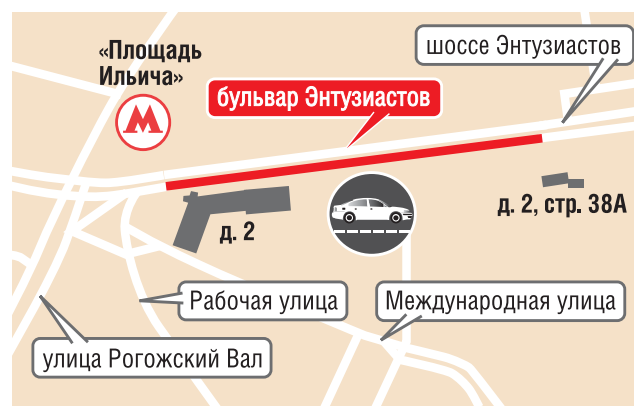 «Площадь
Ильича»
М
шоссе Энтузиастов
бульвар Энтузиастов
д. 2
д. 2, стр. 38А
Рабочая улица
Международная улица
улица Рогожский Вал